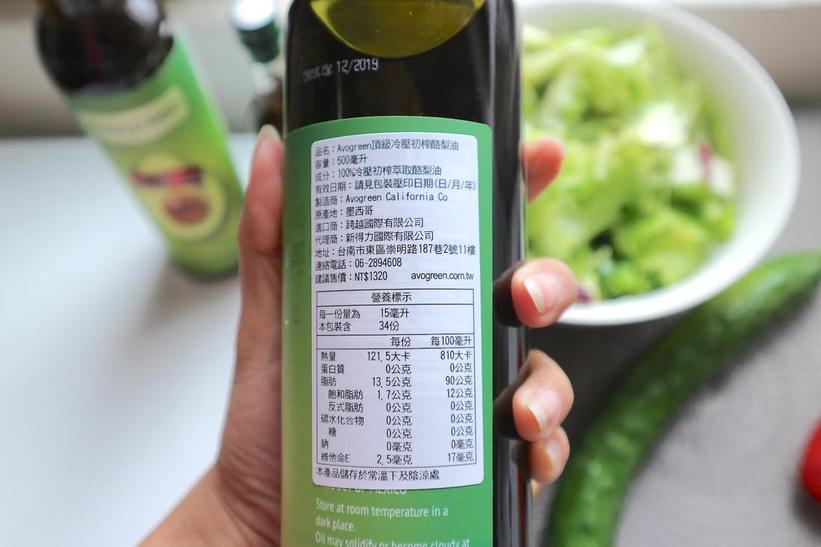 12/2019
品名：Avogreen頂級冷壓初榨酪梨油
容量：500毫升
成分：100%冷壓初榨萃取酪梨油
有效日期：請見包裝壓印日期(日/月/年)
製造商：Avogreen California Co
原產地：墨西哥
進口商：跨越國際有限公司
代理商：新得力國際有限公司
地址：台南市東區崇明路187巷2號11樓
連絡電話：06-2894608
建議售價：NT$1320 avogreen.com.tw
營養標示
每一份量為 15毫升
本包裝含 34份
每份 每100毫升
熱量 121.5大卡 810大卡
蛋白質 0公克 0公克
脂肪 13.5公克 90公克
飽和脂肪 1.7公克 12公克
反式脂肪 0公克 0公克
碳水化合物 0公克 0公克
糖 0公克 0公克
鈉 0毫克 0毫克
維他命E 2.5毫克 17毫克
本產品儲存於常溫下及陰涼處
PRODUCT OF MEXICO
Store at room temperature in a
dark place.
Oil may solidify or become cloudy at